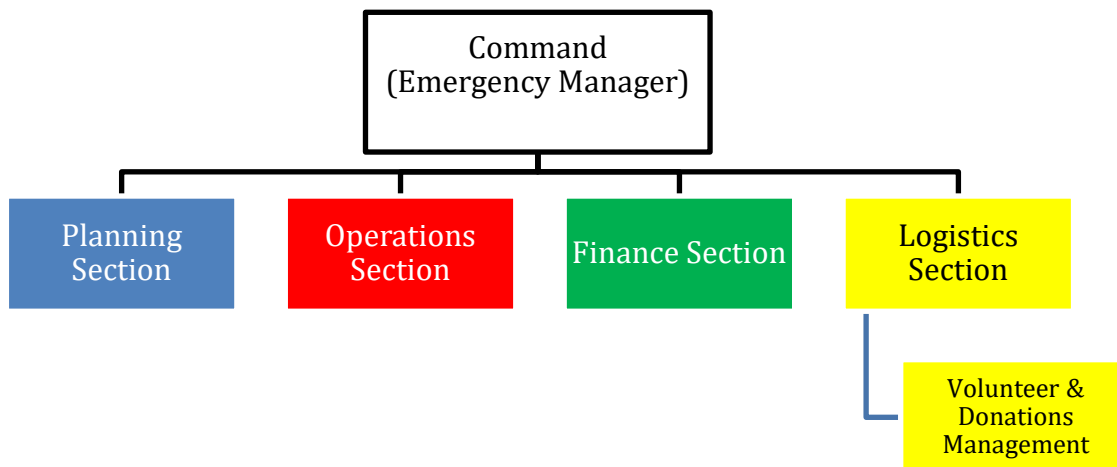 Command
(Emergency Manager)
Planning
Section
Operations
Section
Finance Section
Logistics
Section
Volunteer &
Donations
Management